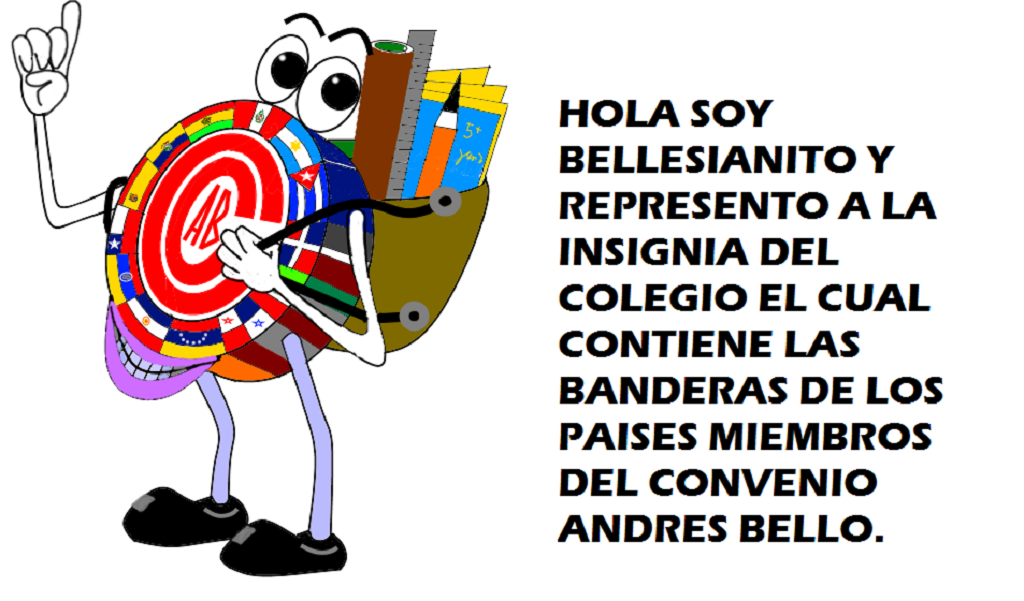 AB
5+
HOLA SOY
BELLESIANITO Y
REPRESENTO A LA
INSIGNIA DEL
COLEGIO EL CUAL
CONTIENE LAS
BANDERAS DE LOS
PAISES MIEMBROS
DEL CONVENIO
ANDRES BELLO.